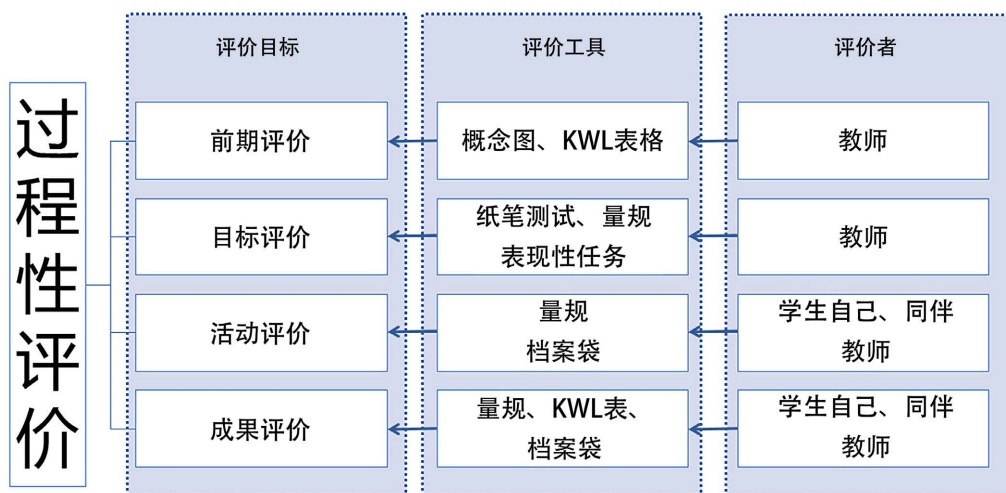 过程性评价
评价目标
评价工具
评价者
前期评价
概念图、KWL表格
教师
目标评价
纸笔测试、量规
表现性任务
教师
活动评价
量规
档案袋
学生自己、同伴
教师
成果评价
量规、KWL表、
档案袋
学生自己、同伴
教师